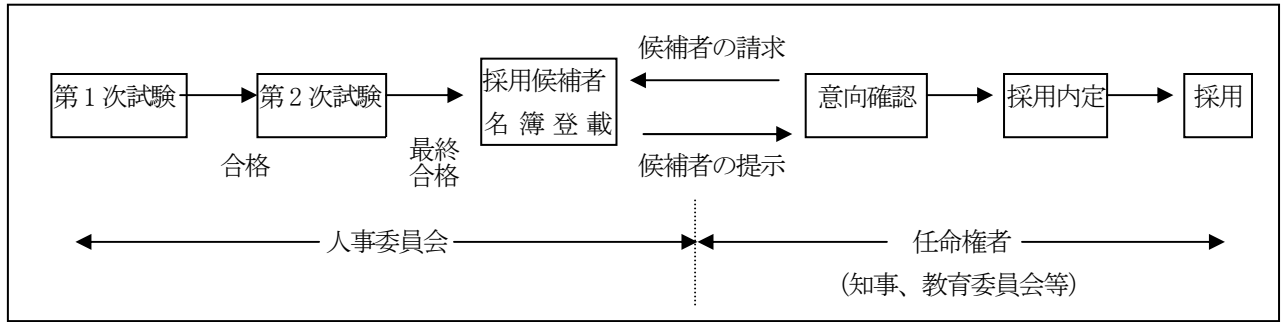 候補者の請求
第１次試験
第２次試験
採用候補者
名簿登載
意向確認
採用内定
採用
合格
最終
合格
候補者の提示
人事委員会
任命権者
(知事、教育委員会等)